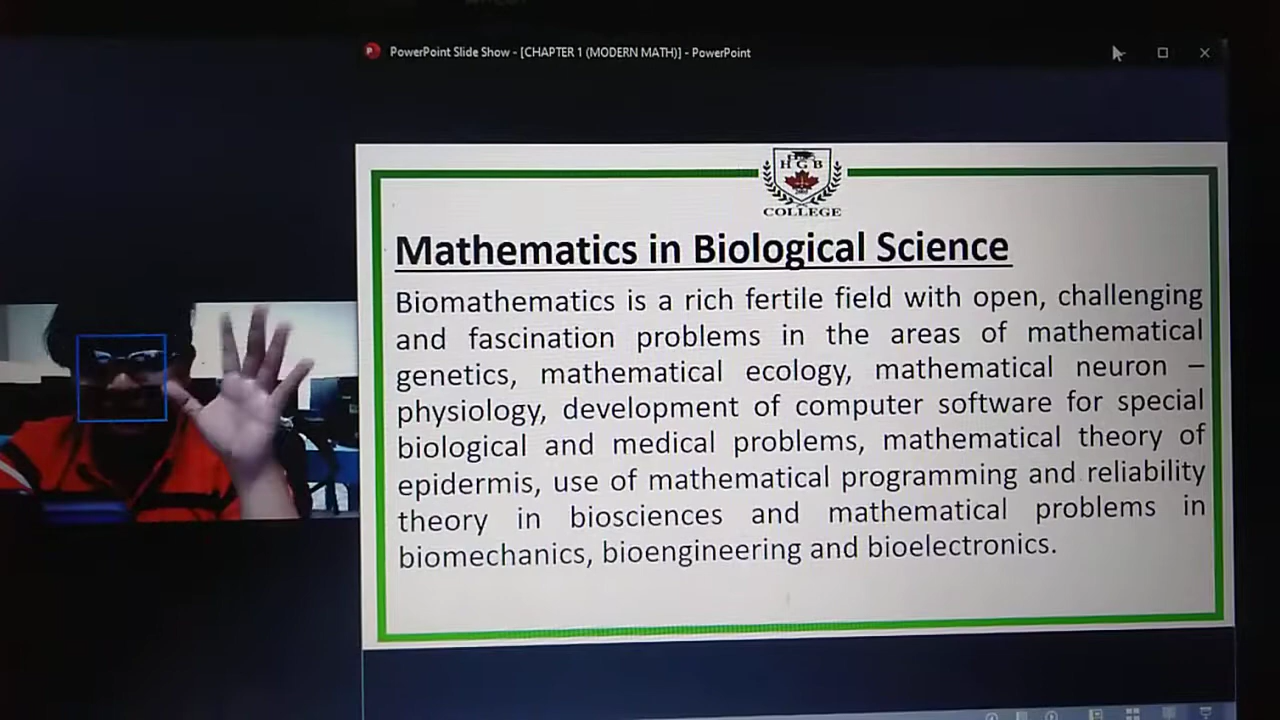 PowerPoint Slide Show - [CHAPTER 1 (MODERN MATH)] - PowerPoint
H G B
COLLEGE
Mathematics in Biological Science
Biomathematics is a rich fertile field with open, challenging
and fascination problems in the areas of mathematical
genetics, mathematical ecology, mathematical neuron –
physiology, development of computer software for special
biological and medical problems, mathematical theory of
epidermis, use of mathematical programming and reliability
theory in biosciences and mathematical problems in
biomechanics, bioengineering and bioelectronics.